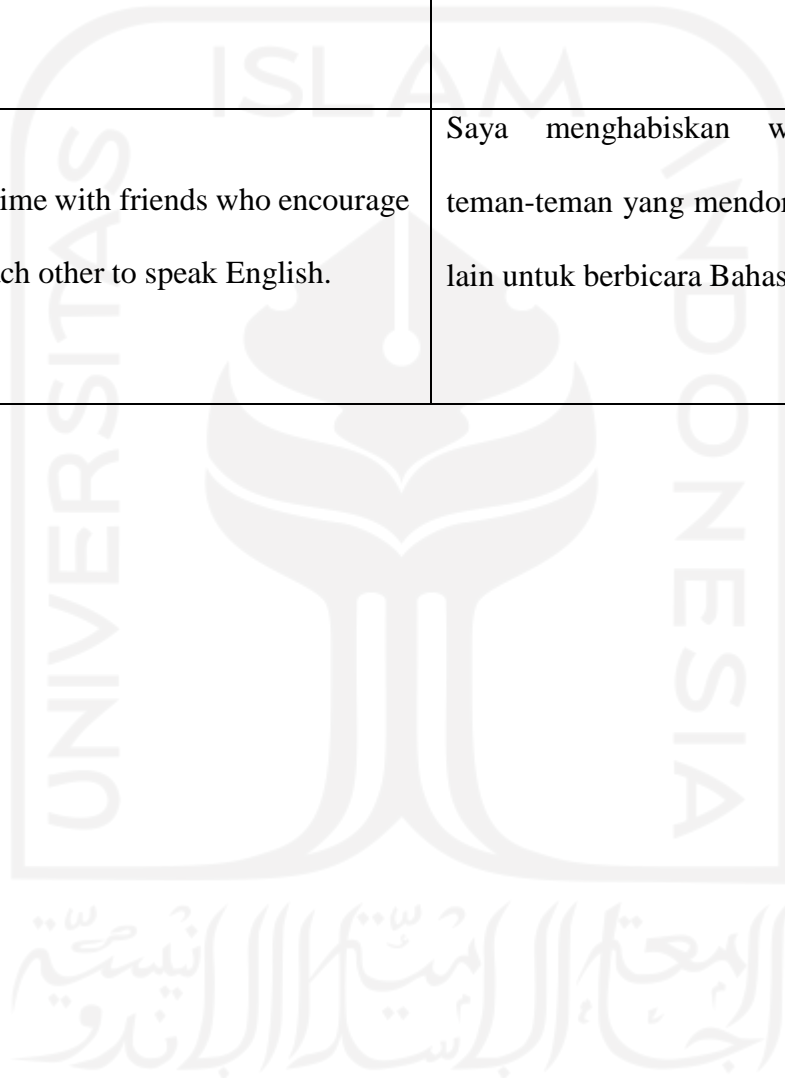 ISLAM
UNIVERSITAS
INDONESIA
ime with friends who encourage
ch other to speak English.
Saya menghabiskan w
teman-teman yang mendor
lain untuk berbicara Bahas